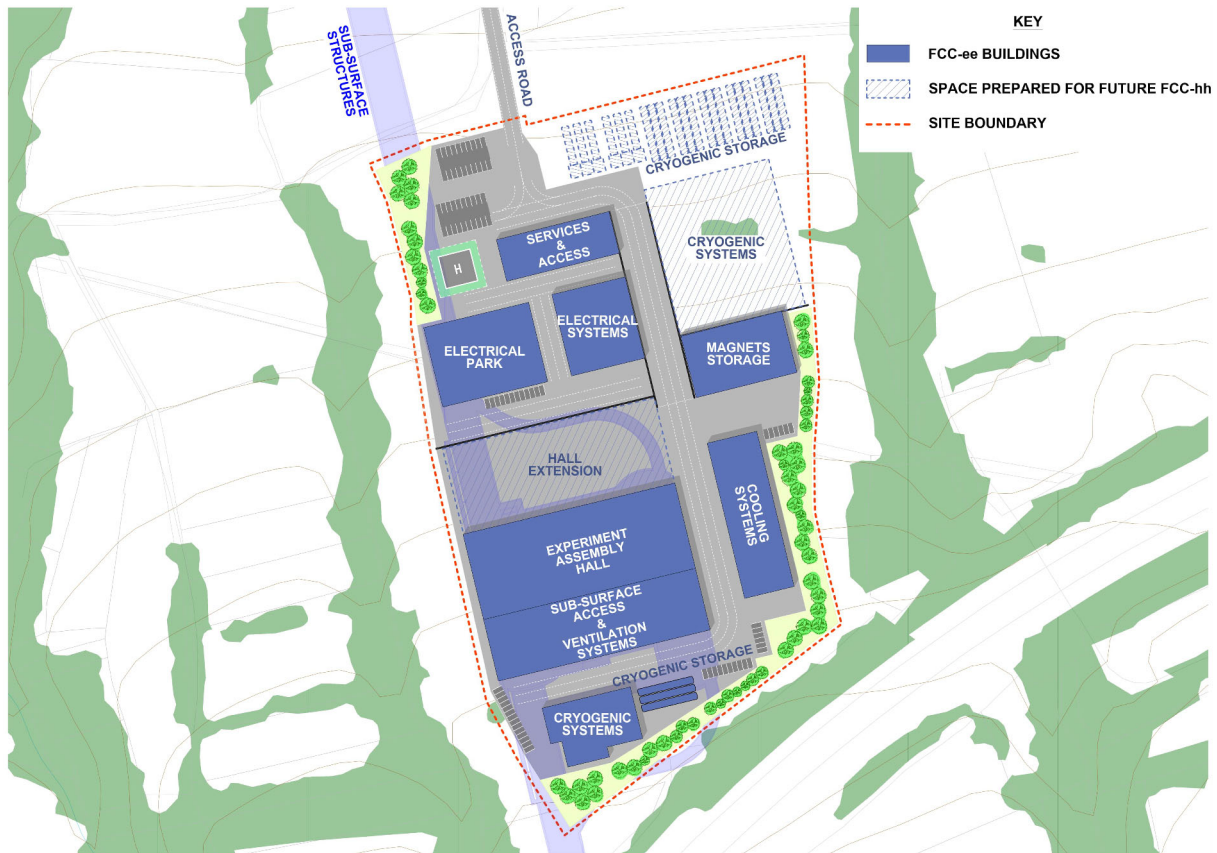 SUB-SURFACE
STRUCTURES
ACCESS ROAD
KEY
FCC-ee BUILDINGS
SPACE PREPARED FOR FUTURE FCC-hh
SITE BOUNDARY
CRYOGENIC STORAGE
SERVICES
&
ACCESS
CRYOGENIC
SYSTEMS
H
ELECTRICAL
SYSTEMS
ELECTRICAL
PARK
MAGNETS
STORAGE
HALL
EXTENSION
COOLING
SYSTEMS
EXPERIMENT
ASSEMBLY
HALL
SUB-SURFACE
ACCESS
&
VENTILATION
SYSTEMS
CRYOGENIC STORAGE
CRYOGENIC
SYSTEMS